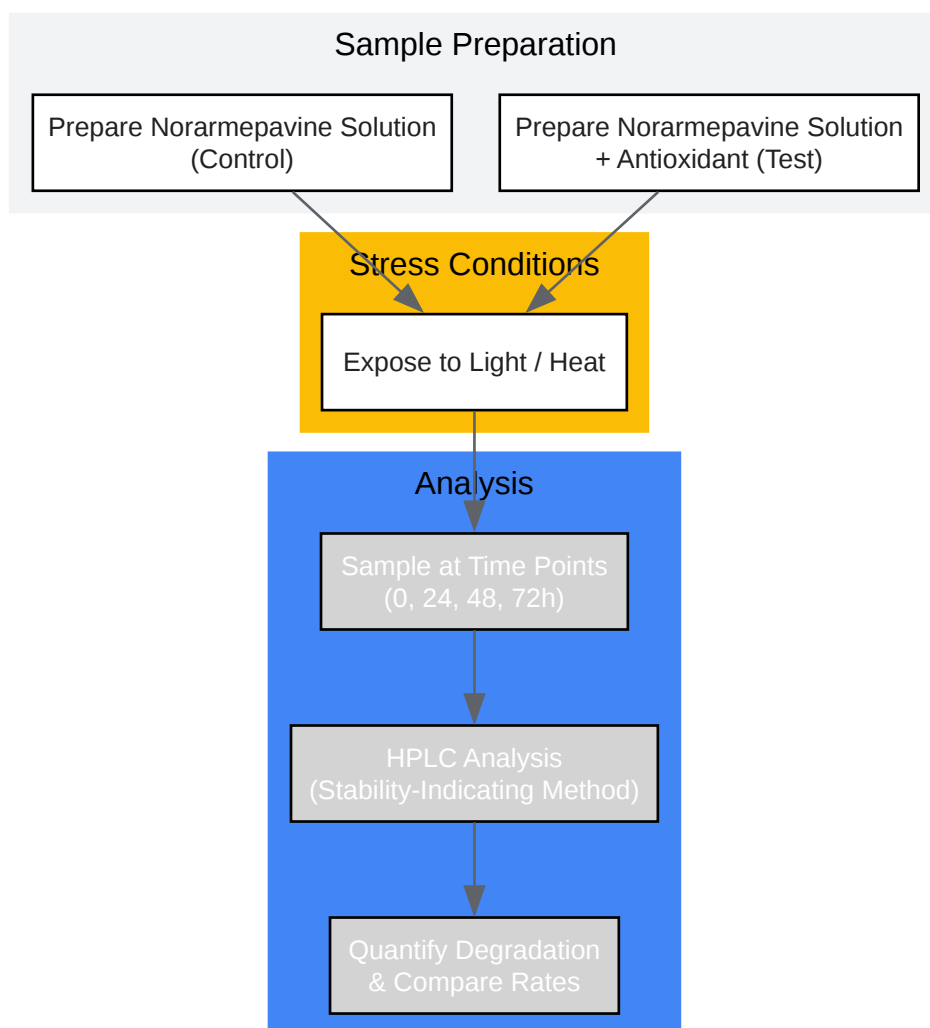 Sample Preparation
Prepare Norarmepavine Solution
(Control)
Prepare Norarmepavine Solution
+ Antioxidant (Test)
Stress Conditions
Expose to Light / Heat
Analysis
Sample at Time Points
(0, 24, 48, 72h)
HPLC Analysis
(Stability-Indicating Method)
Quantify Degradation
& Compare Rates